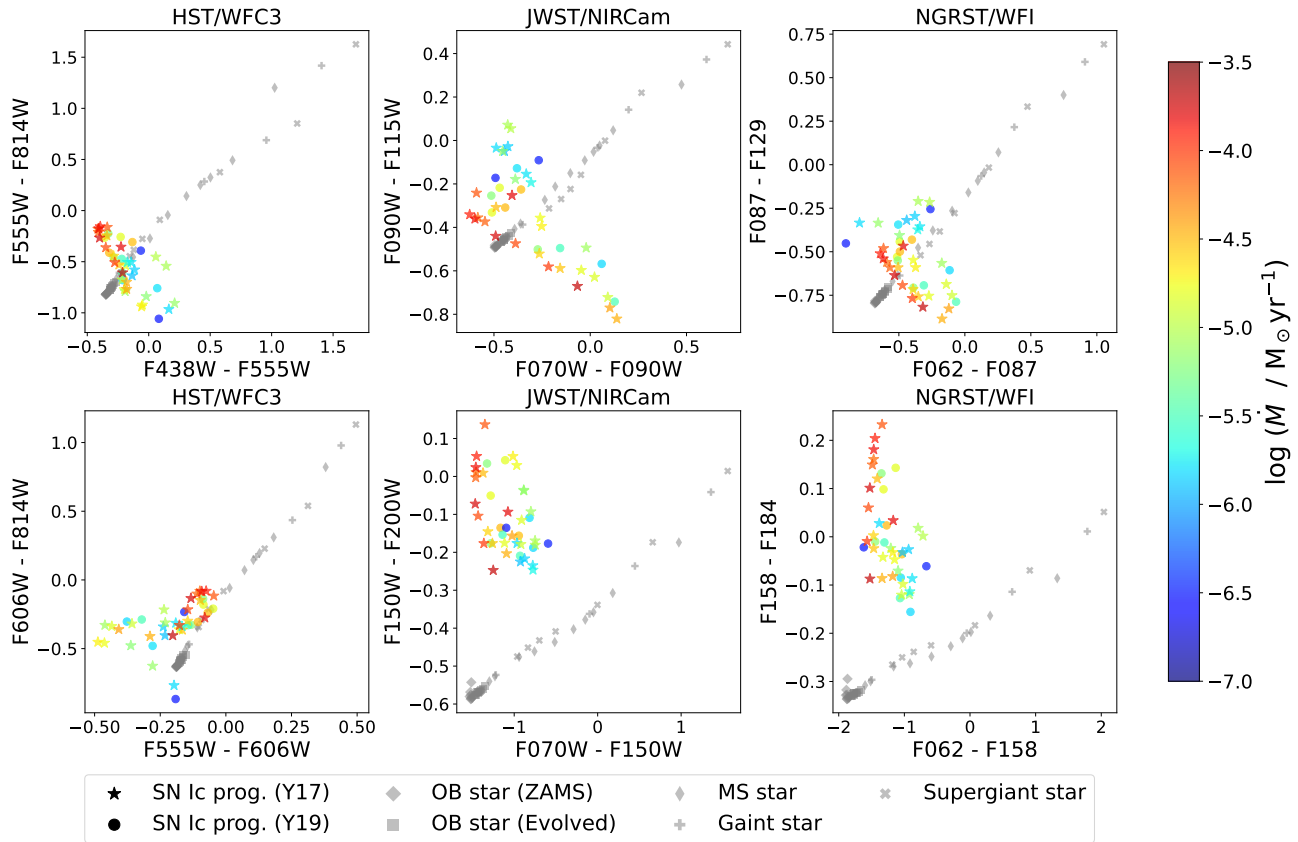 HST/WFC3
JWST/NIRCam
NGRST/WFI
F555W - F814W
1.5
1.0
0.5
0.0
−0.5
−1.0
−0.5
0.0
0.5
1.0
1.5
F438W - F555W
F090W - F115W
0.4
0.2
0.0
−0.2
−0.4
−0.6
−0.8
−0.5
0.0
0.5
F070W - F090W
F087 - F129
0.75
0.50
0.25
0.00
−0.25
−0.50
−0.75
−1.0
−0.5
0.0
0.5
1.0
F062 - F087
HST/WFC3
JWST/NIRCam
NGRST/WFI
F606W - F814W
1.0
0.5
0.0
−0.5
−0.50
−0.25
0.00
0.25
0.50
F555W - F606W
F150W - F200W
0.1
0.0
−0.1
−0.2
−0.3
−0.4
−0.5
−0.6
−1
0
1
F070W - F150W
F158 - F184
0.2
0.1
0.0
−0.1
−0.2
−0.3
−2
−1
0
1
2
F062 - F158
−3.5
−4.0
−4.5
−5.0
−5.5
−6.0
−6.5
−7.0
log (Ṁ / M⊙ yr⁻¹)
SN Ic prog. (Y17)
OB star (ZAMS)
MS star
Supergiant star
SN Ic prog. (Y19)
OB star (Evolved)
Gaint star